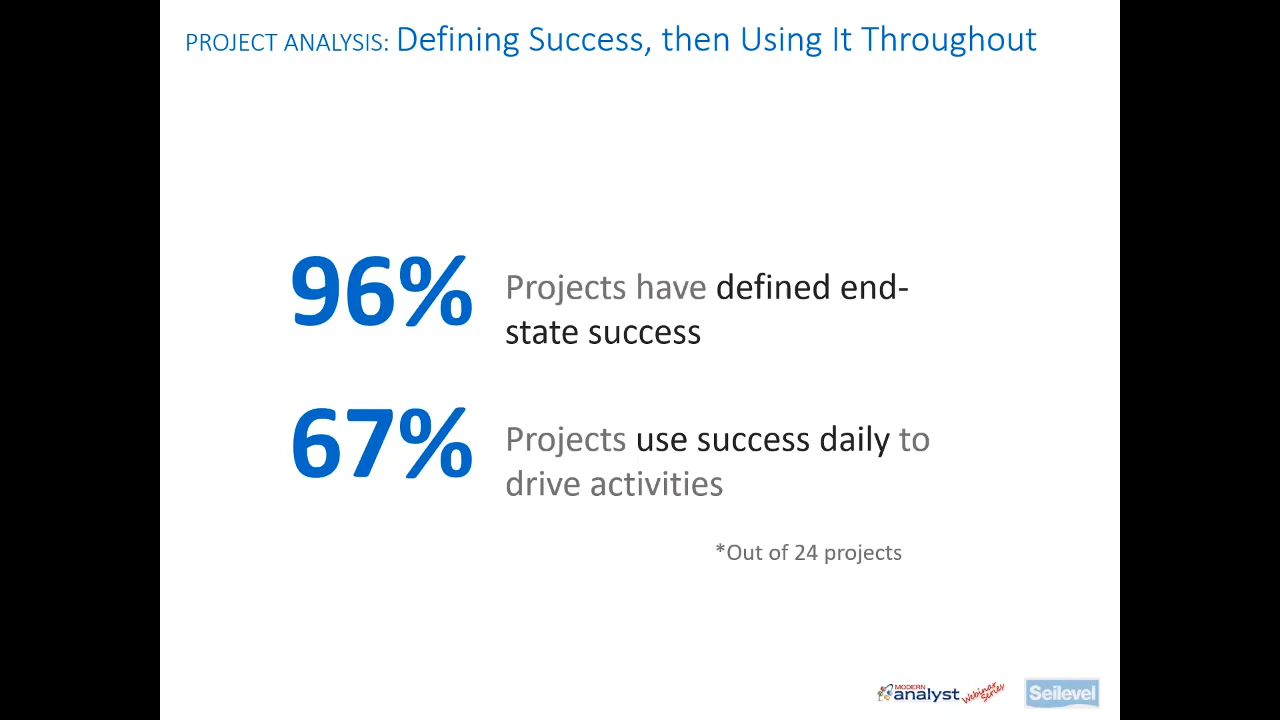 PROJECT ANALYSIS: Defining Success, then Using It Throughout
96%
Projects have defined end-
state success
67%
Projects use success daily to
drive activities
*Out of 24 projects
MODERN
analyst Webinar
Series
Seilevel